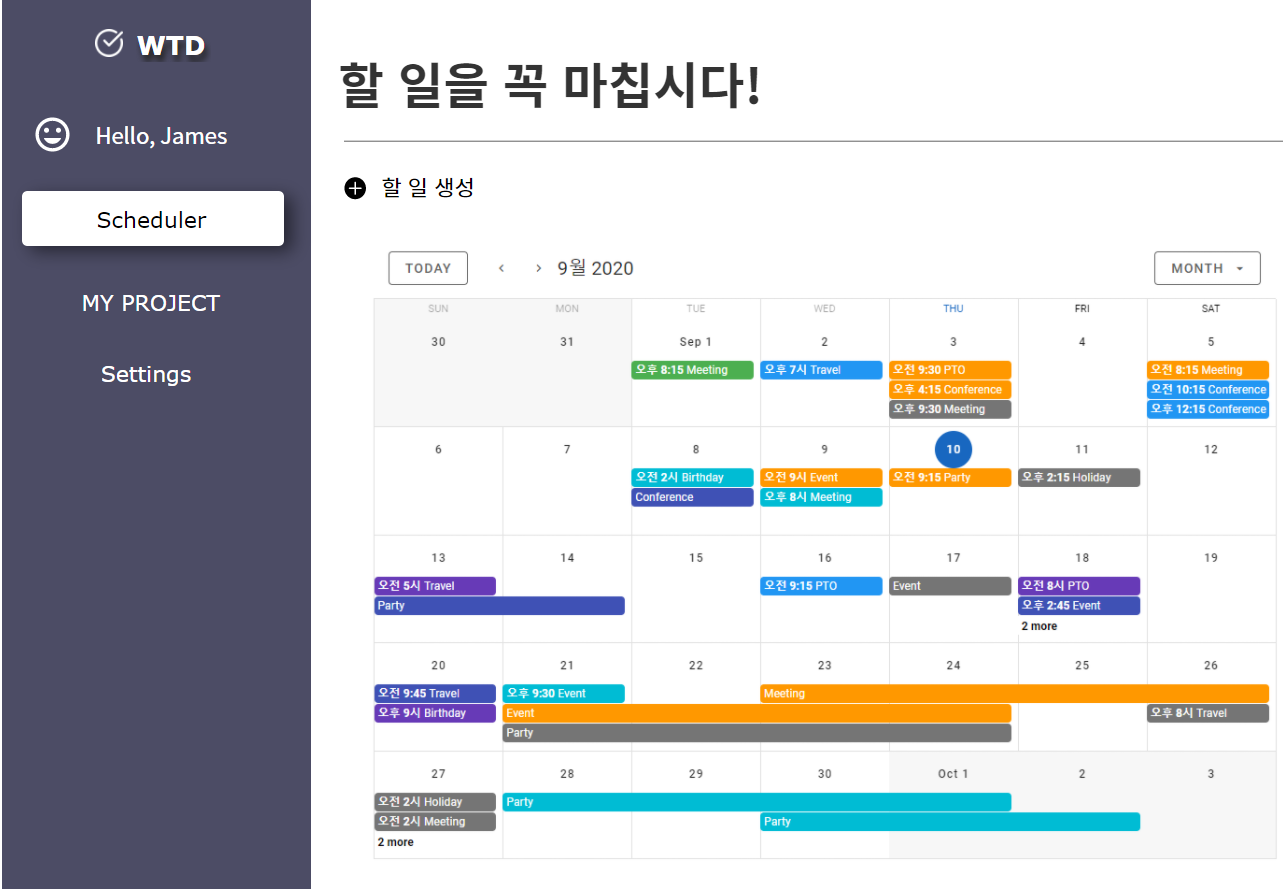 WTD
Hello, James
Scheduler
MY PROJECT
Settings
할 일을 꼭 마칩시다!
할 일 생성
TODAY
9월 2020
MONTH
SUN MON TUE WED THU FRI SAT
30 31 Sep 1 2 3 4 5
오후 8:15 Meeting 오후 7시 Travel 오전 9:30 PTO 오전 8:15 Meeting
오후 4:15 Conference 오전 10:15 Conference
오후 9:30 Meeting 오후 12:15 Conference
6 7 8 9 10 11 12
오전 2시 Birthday 오전 9시 Event 오전 9:15 Party 오후 2:15 Holiday
Conference 오후 8시 Meeting
13 14 15 16 17 18 19
오전 5시 Travel 오전 9:15 PTO Event 오전 8시 PTO
Party 오후 2:45 Event
2 more
20 21 22 23 24 25 26
오전 9:45 Travel 오후 9:30 Event Meeting
오후 9시 Birthday Event 오후 8시 Travel
Party
27 28 29 30 Oct 1 2 3
오전 2시 Holiday Party
오전 2시 Meeting Party
2 more